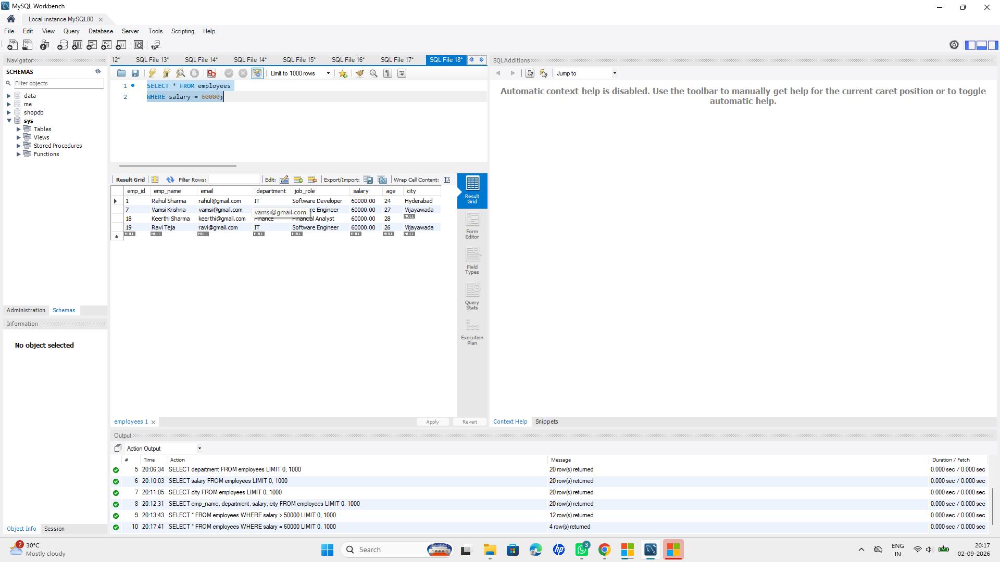 MySQL Workbench
Local instance MySQL80
File Edit View Query Database Server Tools Scripting Help
Navigator
SCHEMAS
Filter objects
data
me
shopdb
sys
Tables
Views
Stored Procedures
Functions
Administration Schemas
Information
No object selected
Object Info Session
12* SQL File 13* SQL File 14* SQL File 14* SQL File 15* SQL File 16* SQL File 17* SQL File 18*
Limit to 1000 rows
1 SELECT * FROM employees
2 WHERE salary = 60000;
Result Grid Filter Rows: Edit: Export/Import: Wrap Cell Content:
emp_id emp_name email department job_role salary age city
1 Rahul Sharma rahul@gmail.com IT Software Developer 60000.00 24 Hyderabad
7 Vamsi Krishna vamsi@gmail.com re Engineer 60000.00 27 Vijayawada
vamsi@gmail.com
18 Keerthi Sharma keerthi@gmail.com Finance Financial Analyst 60000.00 28 NULL
19 Ravi Teja ravi@gmail.com IT Software Engineer 60000.00 26 Vijayawada
NULL NULL NULL NULL NULL NULL NULL NULL
Result
Grid
Form
Editor
Field
Types
Query
Stats
Execution
Plan
employees 1 Apply Revert
SQLAdditions
Jump to
Automatic context help is disabled. Use the toolbar to manually get help for the current caret position or to toggle
automatic help.
Context Help Snippets
Output
Action Output
# Time Action Message Duration / Fetch
5 20:06:34 SELECT department FROM employees LIMIT 0, 1000 20 row(s) returned 0.000 sec / 0.000 sec
6 20:10:03 SELECT salary FROM employees LIMIT 0, 1000 20 row(s) returned 0.000 sec / 0.000 sec
7 20:11:05 SELECT city FROM employees LIMIT 0, 1000 20 row(s) returned 0.000 sec / 0.000 sec
8 20:12:31 SELECT emp_name, department, salary, city FROM employees LIMIT 0, 1000 20 row(s) returned 0.000 sec / 0.000 sec
9 20:13:43 SELECT * FROM employees WHERE salary > 50000 LIMIT 0, 1000 12 row(s) returned 0.000 sec / 0.000 sec
10 20:17:41 SELECT * FROM employees WHERE salary = 60000 LIMIT 0, 1000 4 row(s) returned 0.000 sec / 0.000 sec
2
30°C
Mostly cloudy
Search
hp
3
ENG
IN
20:17
02-09-2026